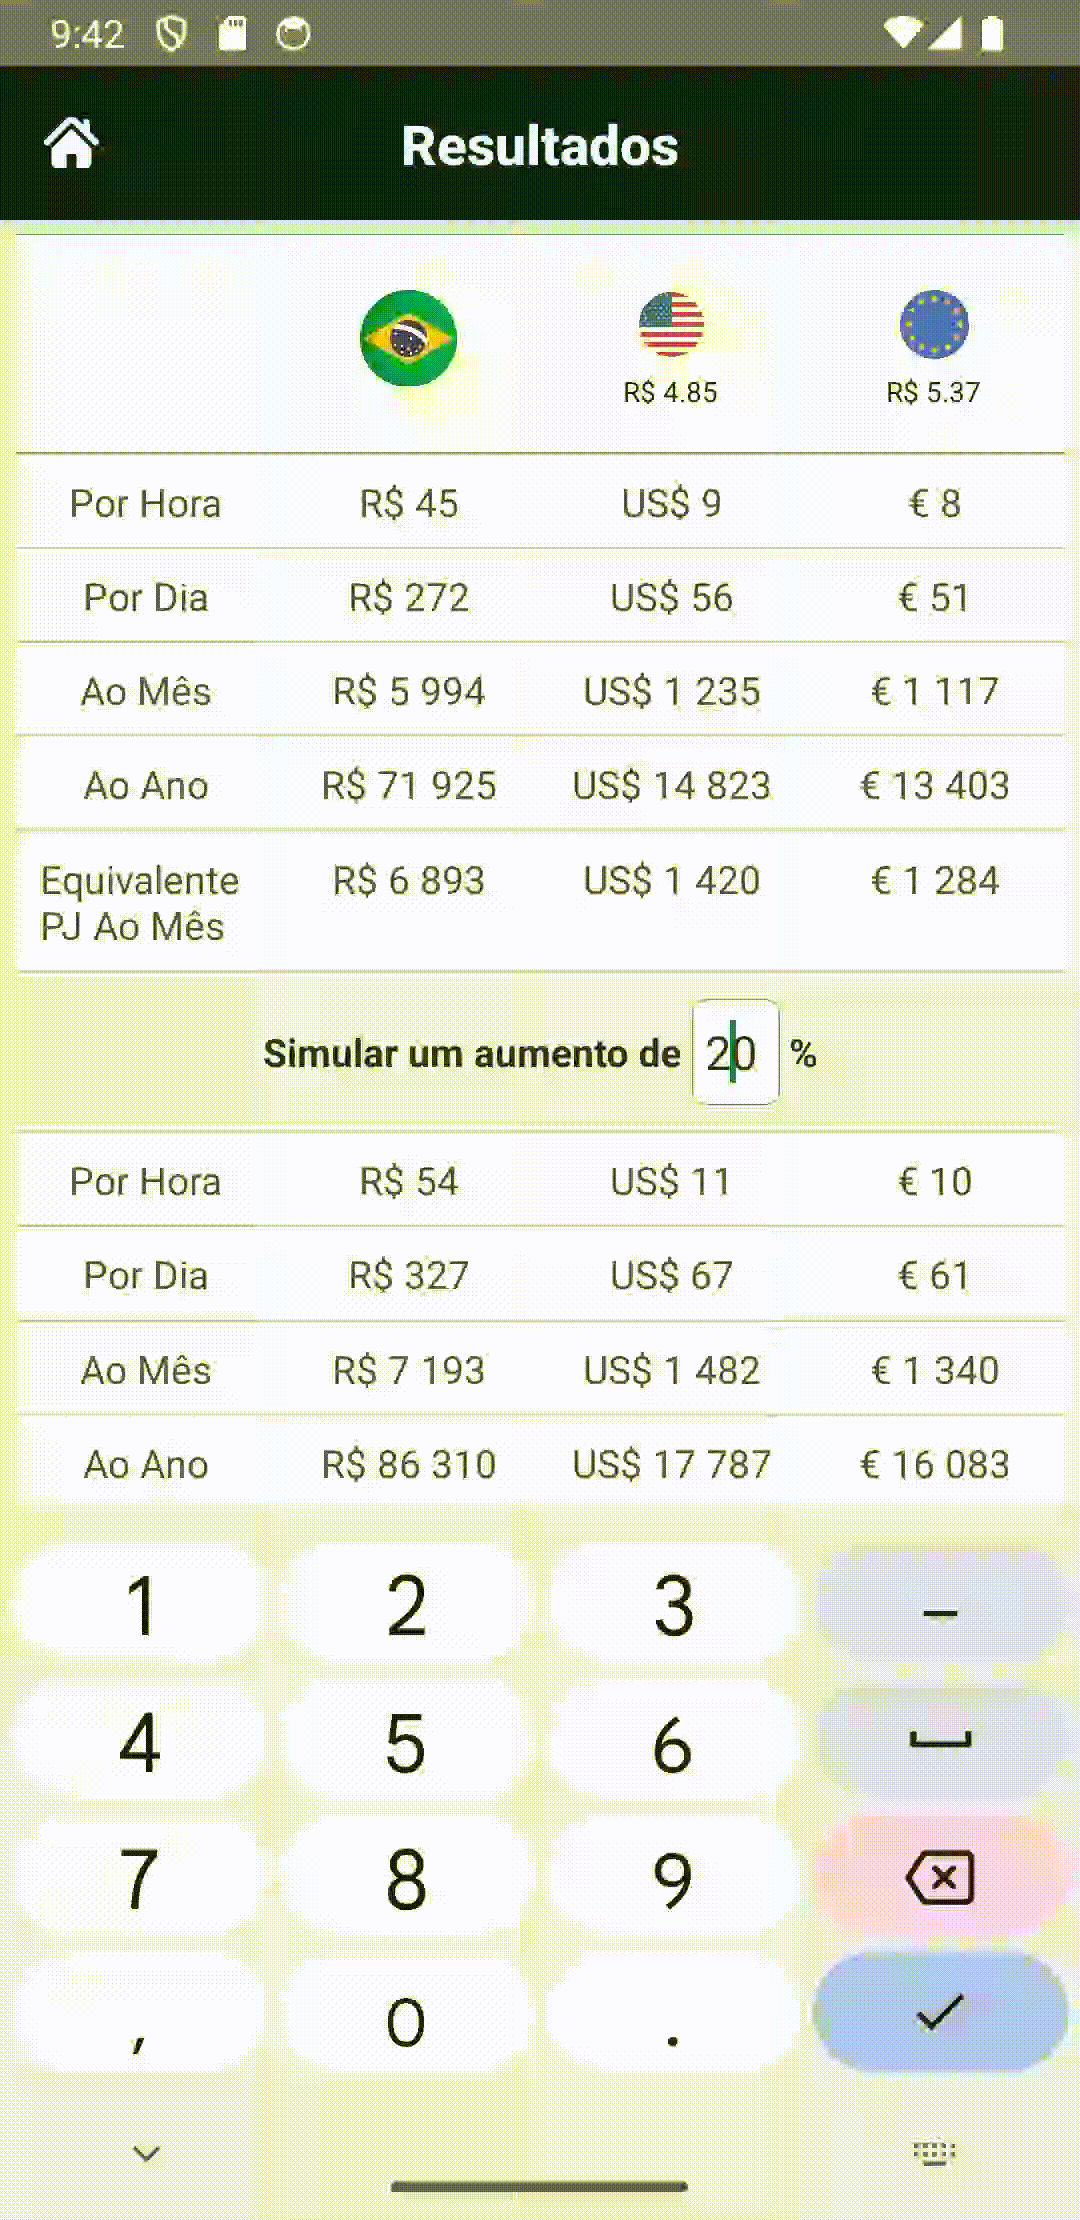 9:42
Resultados
R$ 4.85 R$ 5.37
Por Hora R$ 45 US$ 9 € 8
Por Dia R$ 272 US$ 56 € 51
Ao Mês R$ 5 994 US$ 1 235 € 1 117
Ao Ano R$ 71 925 US$ 14 823 € 13 403
Equivalente R$ 6 893 US$ 1 420 € 1 284
PJ Ao Mês
Simular um aumento de 20 %
Por Hora R$ 54 US$ 11 € 10
Por Dia R$ 327 US$ 67 € 61
Ao Mês R$ 7 193 US$ 1 482 € 1 340
Ao Ano R$ 86 310 US$ 17 787 € 16 083
1 2 3 –
4 5 6
7 8 9
, 0 .